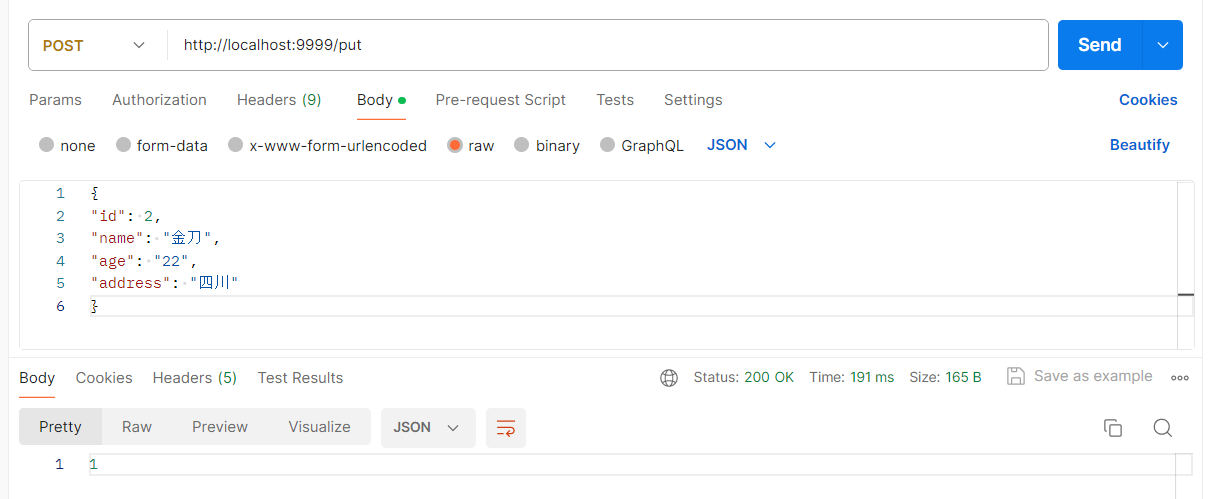 POST http://localhost:9999/put Send
Params Authorization Headers (9) Body Pre-request Script Tests Settings Cookies
none form-data x-www-form-urlencoded raw binary GraphQL JSON Beautify
1 {
2 "id": 2,
3 "name": "金刀",
4 "age": "22",
5 "address": "四川"
6 }
Body Cookies Headers (5) Test Results Status: 200 OK Time: 191 ms Size: 165 B Save as example
Pretty Raw Preview Visualize JSON
1 1